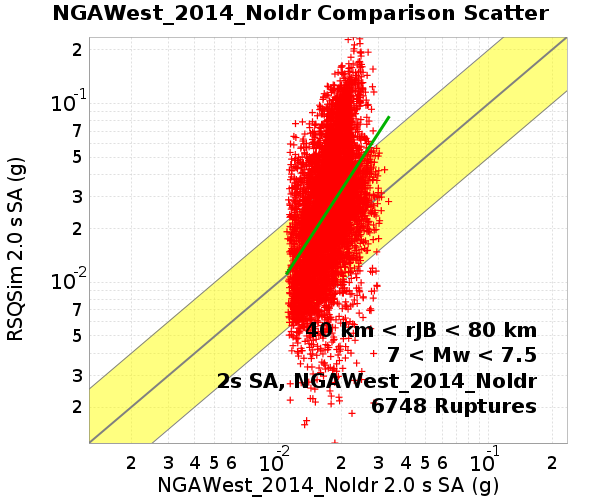 NGAWest_2014_NoIdr Comparison Scatter
RSQSim 2.0 s SA (g)
2
10-1
7
5
3
2
10-2
7
5
3
2
40 km < rJB < 80 km
7 < Mw < 7.5
2s SA, NGAWest_2014_NoIdr
6748 Ruptures
2 3 4 5 6 10-2 2 3 4 5 6 10-1 2
NGAWest_2014_NoIdr 2.0 s SA (g)